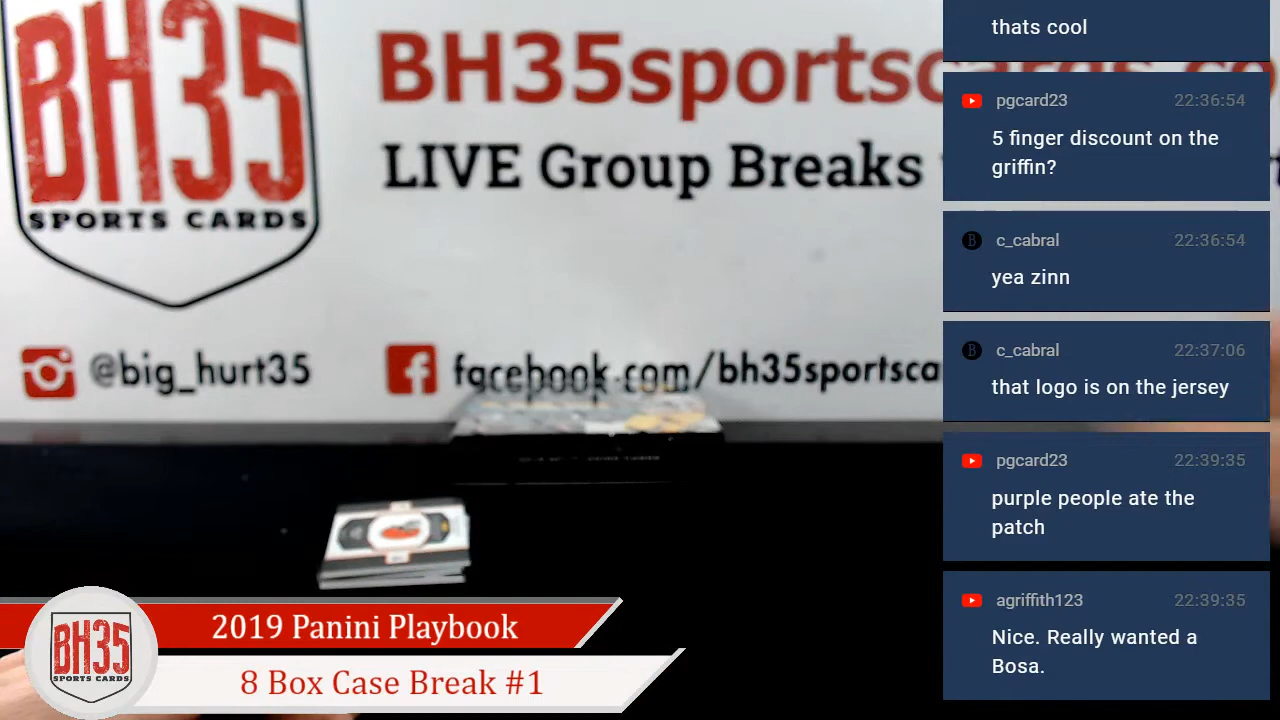 BH35
SPORTS CARDS
BH35sportscards.co
LIVE Group Breaks
@big_hurt35
facebook.com/bh35sportsca
thats cool
pgcard23 22:36:54
5 finger discount on the
griffin?
c_cabral 22:36:54
yea zinn
c_cabral 22:37:06
that logo is on the jersey
pgcard23 22:39:35
purple people ate the
patch
agriffith123 22:39:35
Nice. Really wanted a
Bosa.
BH35
SPORTS CARDS
2019 Panini Playbook
8 Box Case Break #1